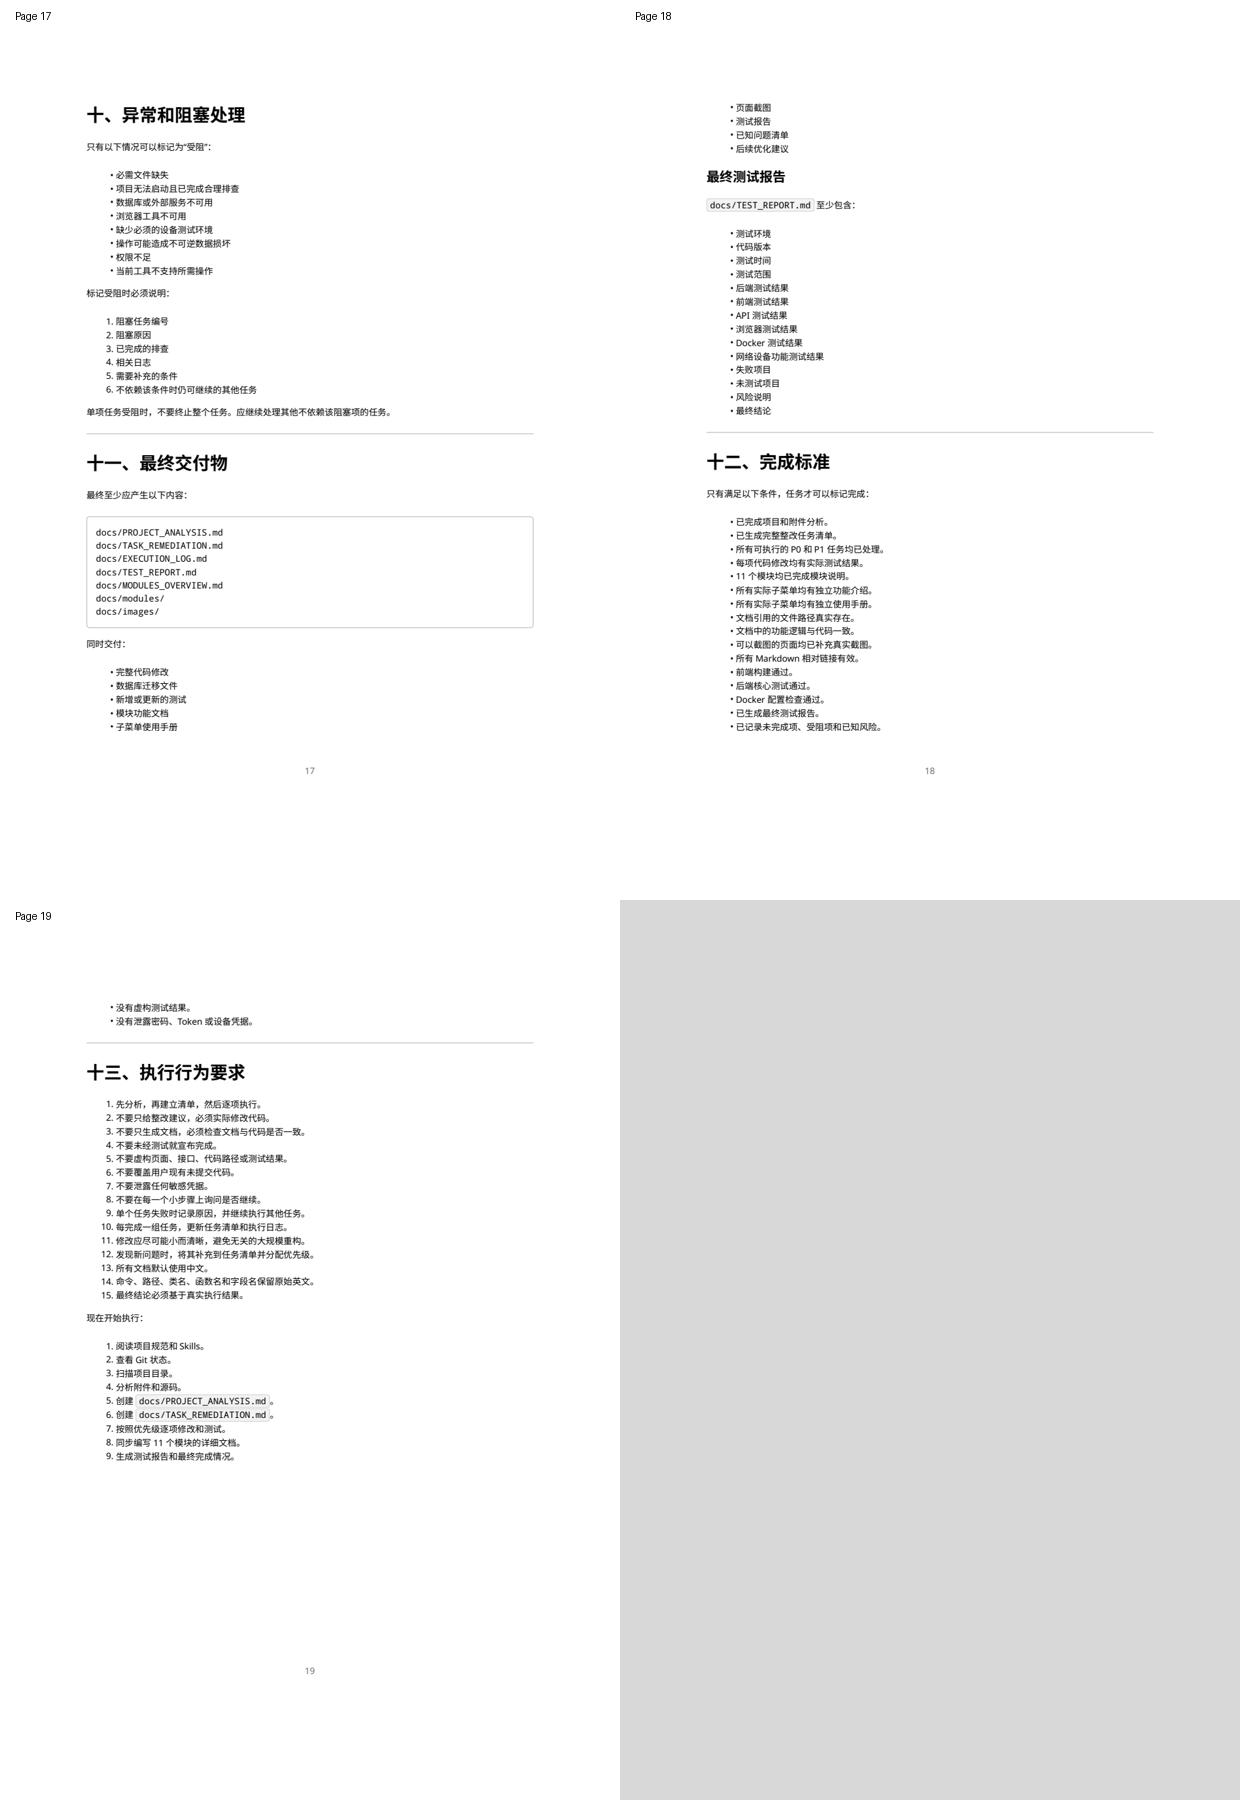 Page 17
十、异常和阻塞处理
只有以下情况可以标记为“受阻”：
• 必需文件缺失
• 项目无法启动且已完成合理排查
• 数据库或外部服务不可用
• 浏览器工具不可用
• 缺少必须的设备测试环境
• 操作可能造成不可逆数据损坏
• 权限不足
• 当前工具不支持所需操作
标记受阻时必须说明：
1. 阻塞任务编号
2. 阻塞原因
3. 已完成的排查
4. 相关日志
5. 需要补充的条件
6. 不依赖该条件时仍可继续的其他任务
单项任务受阻时，不要终止整个任务。应继续处理其他不依赖该阻塞项的任务。
十一、最终交付物
最终至少应产生以下内容：
docs/PROJECT_ANALYSIS.md
docs/TASK_REMEDIATION.md
docs/EXECUTION_LOG.md
docs/TEST_REPORT.md
docs/MODULES_OVERVIEW.md
docs/modules/
docs/images/
同时交付：
• 完整代码修改
• 数据库迁移文件
• 新增或更新的测试
• 模块功能文档
• 子菜单使用手册
17
Page 18
• 页面截图
• 测试报告
• 已知问题清单
• 后续优化建议
最终测试报告
docs/TEST_REPORT.md 至少包含：
• 测试环境
• 代码版本
• 测试时间
• 测试范围
• 后端测试结果
• 前端测试结果
• API 测试结果
• 浏览器测试结果
• Docker 测试结果
• 网络设备功能测试结果
• 失败项目
• 未测试项目
• 风险说明
• 最终结论
十二、完成标准
只有满足以下条件，任务才可以标记完成：
• 已完成项目和附件分析。
• 已生成完整整改任务清单。
• 所有可执行的 P0 和 P1 任务均已处理。
• 每项代码修改均有实际测试结果。
• 11 个模块均已完成模块说明。
• 所有实际子菜单均有独立功能介绍。
• 所有实际子菜单均有独立使用手册。
• 文档引用的文件路径真实存在。
• 文档中的功能逻辑与代码一致。
• 可以截图的页面均已补充真实截图。
• 所有 Markdown 相对链接有效。
• 前端构建通过。
• 后端核心测试通过。
• Docker 配置检查通过。
• 已生成最终测试报告。
• 已记录未完成项、受阻项和已知风险。
18
Page 19
• 没有虚构测试结果。
• 没有泄露密码、Token 或设备凭据。
十三、执行行为要求
1. 先分析，再建立清单，然后逐项执行。
2. 不要只给整改建议，必须实际修改代码。
3. 不要只生成文档，必须检查文档与代码是否一致。
4. 不要未经测试就宣布完成。
5. 不要虚构页面、接口、代码路径或测试结果。
6. 不要覆盖用户现有未提交代码。
7. 不要泄露任何敏感凭据。
8. 不要在每一个小步骤上询问是否继续。
9. 单个任务失败时记录原因，并继续执行其他任务。
10. 每完成一组任务，更新任务清单和执行日志。
11. 修改应尽可能小而清晰，避免无关的大规模重构。
12. 发现新问题时，将其补充到任务清单并分配优先级。
13. 所有文档默认使用中文。
14. 命令、路径、类名、函数名和字段名保留原始英文。
15. 最终结论必须基于真实执行结果。
现在开始执行：
1. 阅读项目规范和 Skills。
2. 查看 Git 状态。
3. 扫描项目目录。
4. 分析附件和源码。
5. 创建 docs/PROJECT_ANALYSIS.md 。
6. 创建 docs/TASK_REMEDIATION.md 。
7. 按照优先级逐项修改和测试。
8. 同步编写 11 个模块的详细文档。
9. 生成测试报告和最终完成情况。
19